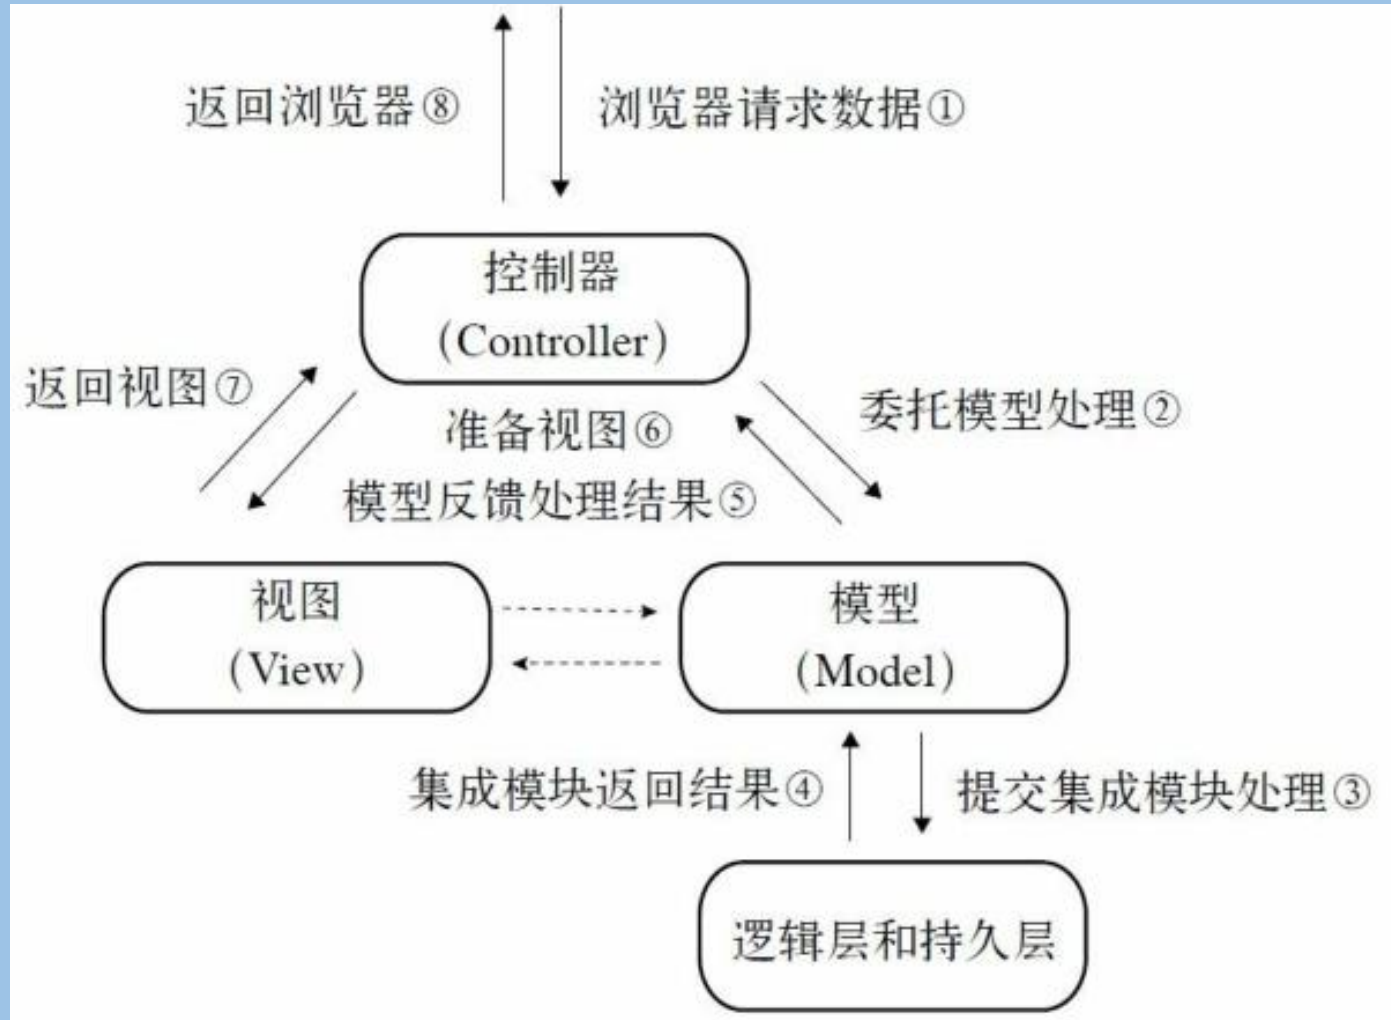 返回浏览器⑧
浏览器请求数据①
控制器
(Controller)
返回视图⑦
委托模型处理②
准备视图⑥
模型反馈处理结果⑤
视图
(View)
模型
(Model)
集成模块返回结果④
提交集成模块处理③
逻辑层和持久层